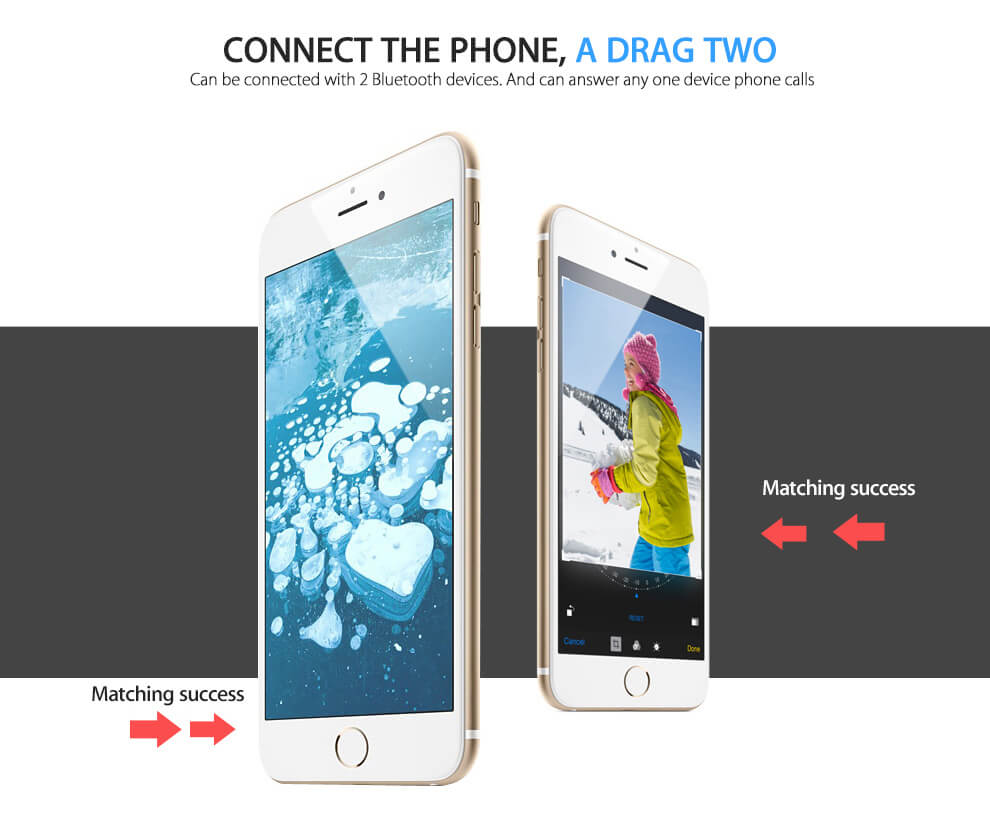 CONNECT THE PHONE, A DRAG TWO
Can be connected with 2 Bluetooth devices. And can answer any one device phone calls
Matching success
RESET
Cancel
Done
Matching success